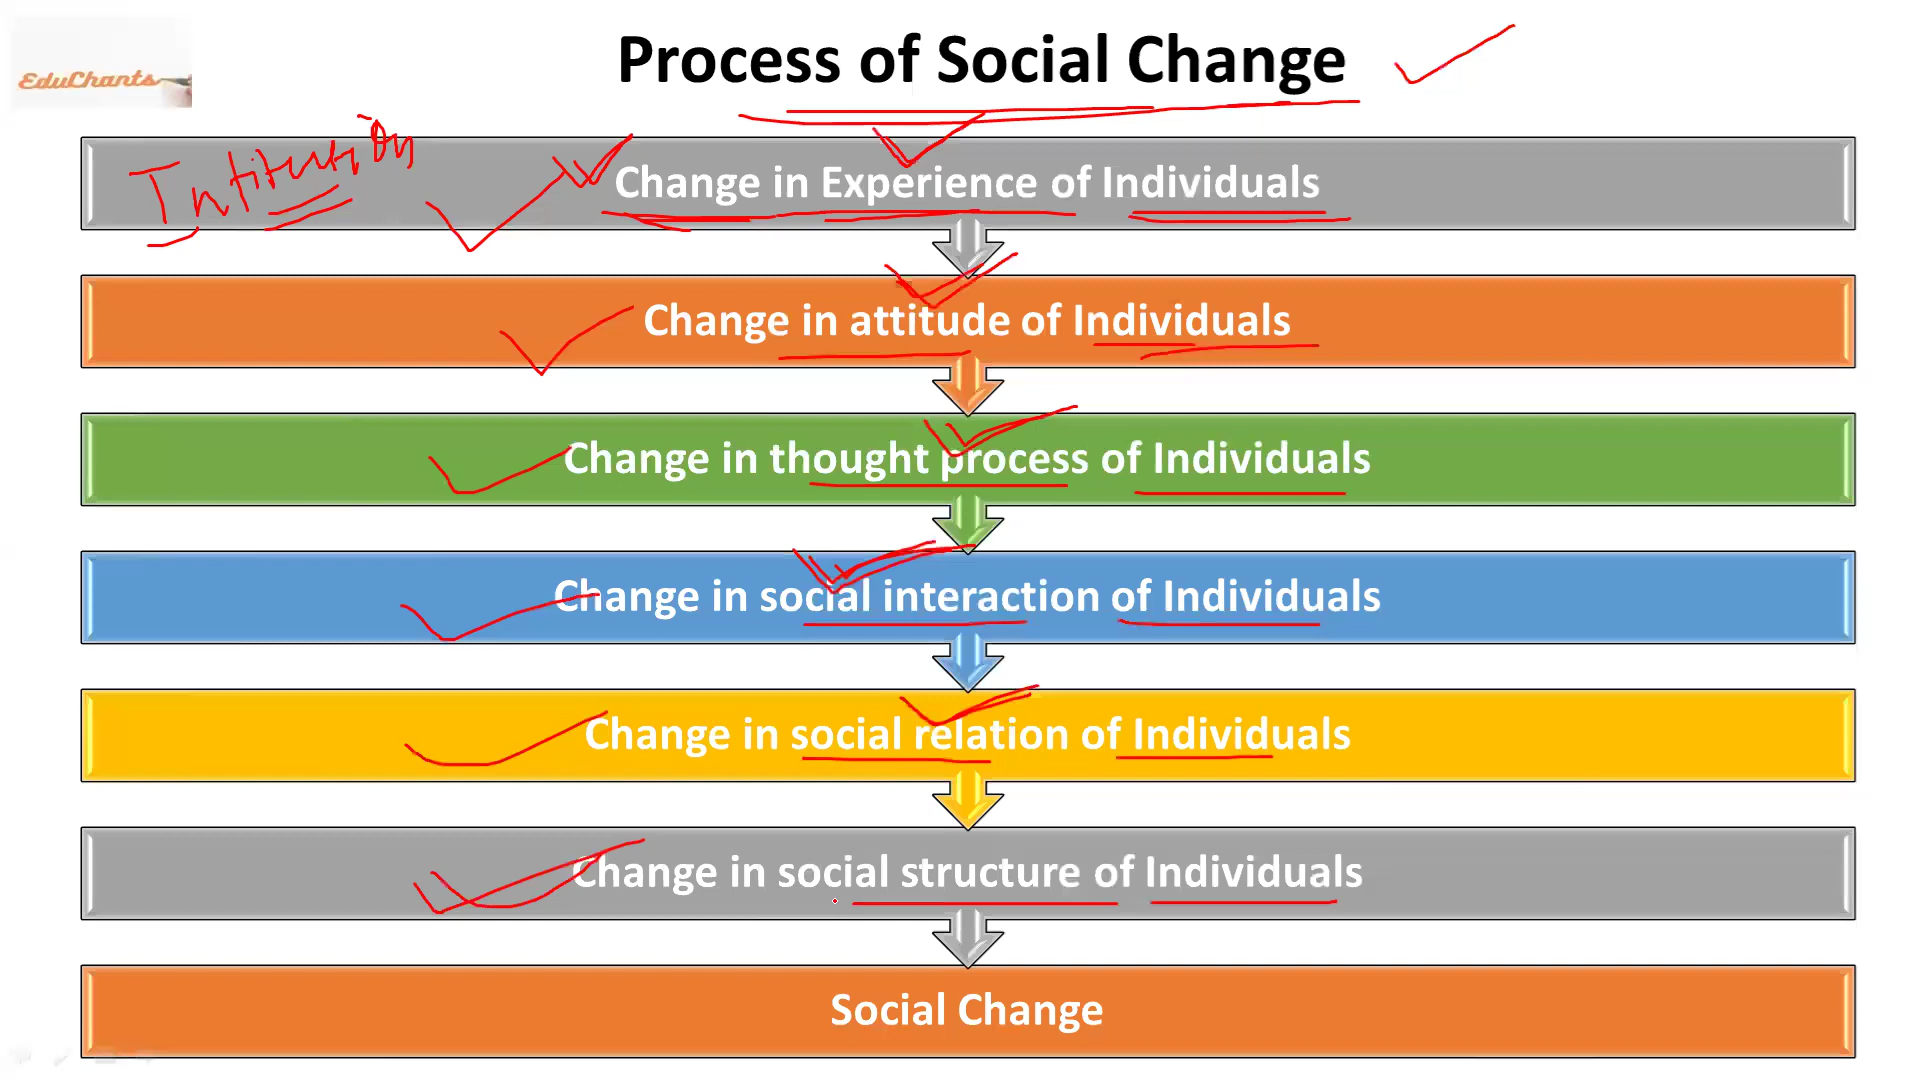 Process of Social Change
EduChants
Intitution
Change in Experience of Individuals
Change in attitude of Individuals
Change in thought process of Individuals
Change in social interaction of Individuals
Change in social relation of Individuals
Change in social structure of Individuals
Social Change